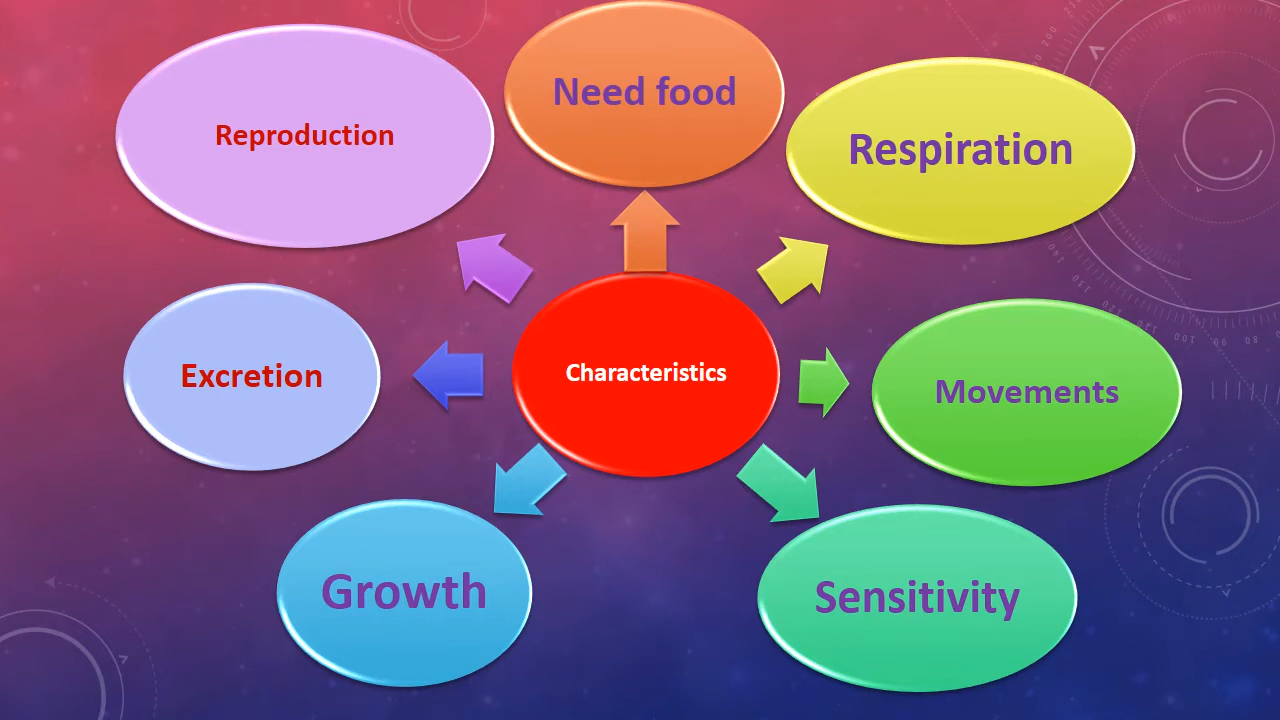 Need food
Reproduction
Respiration
Characteristics
Excretion
Movements
Growth
Sensitivity